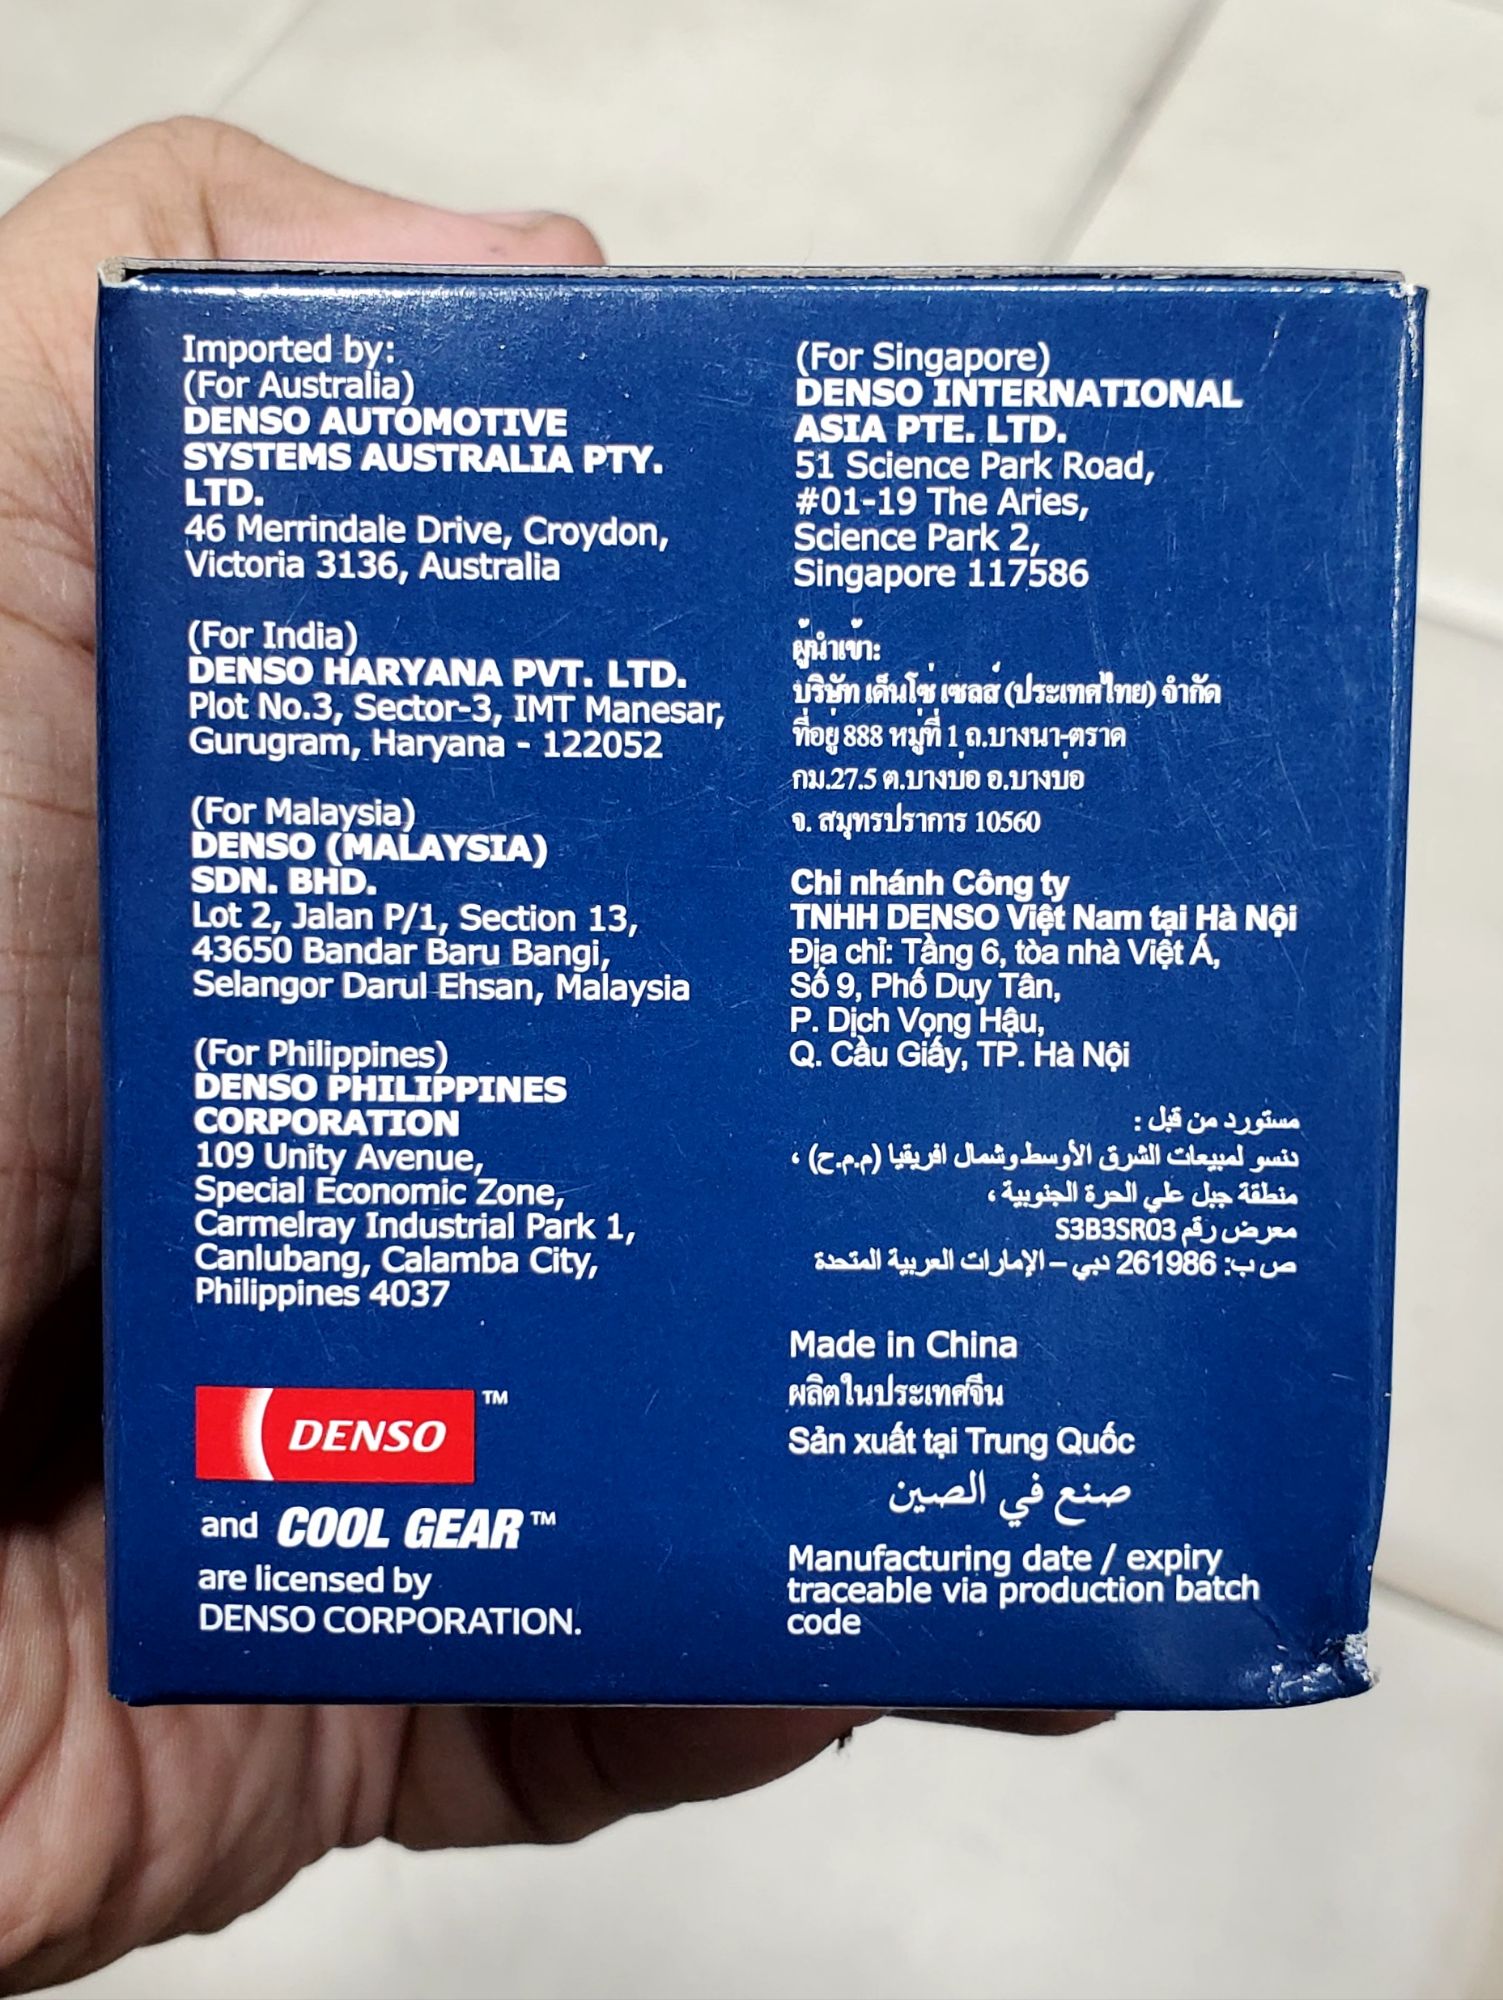 Imported by:
(For Australia)
DENSO AUTOMOTIVE
SYSTEMS AUSTRALIA PTY.
LTD.
46 Merrindale Drive, Croydon,
Victoria 3136, Australia
(For India)
DENSO HARYANA PVT. LTD.
Plot No.3, Sector-3, IMT Manesar,
Gurugram, Haryana - 122052
(For Malaysia)
DENSO (MALAYSIA)
SDN. BHD.
Lot 2, Jalan P/1, Section 13,
43650 Bandar Baru Bangi,
Selangor Darul Ehsan, Malaysia
(For Philippines)
DENSO PHILIPPINES
CORPORATION
109 Unity Avenue,
Special Economic Zone,
Carmelray Industrial Park 1,
Canlubang, Calamba City,
Philippines 4037
DENSO™
and COOL GEAR™
are licensed by
DENSO CORPORATION.
(For Singapore)
DENSO INTERNATIONAL
ASIA PTE. LTD.
51 Science Park Road,
#01-19 The Aries,
Science Park 2,
Singapore 117586
ผู้นำเข้า:
บริษัท เด็นโซ่ เซลส์ (ประเทศไทย) จำกัด
ที่อยู่ 888 หมู่ที่ 1 ถ.บางนา-ตราด
กม.27.5 ต.บางบ่อ อ.บางบ่อ
จ. สมุทรปราการ 10560
Chi nhánh Công ty
TNHH DENSO Việt Nam tại Hà Nội
Địa chỉ: Tầng 6, tòa nhà Việt Á,
Số 9, Phố Duy Tân,
P. Dịch Vọng Hậu,
Q. Cầu Giấy, TP. Hà Nội
مستورد من قبل :
دنسو لمبيعات الشرق الأوسط وشمال افريقيا (م.م.ح) ،
منطقة جبل علي الحرة الجنوبية ،
معرض رقم S3B3SR03
ص ب: 261986 دبي – الإمارات العربية المتحدة
Made in China
ผลิตในประเทศจีน
Sản xuất tại Trung Quốc
صنع في الصين
Manufacturing date / expiry
traceable via production batch
code